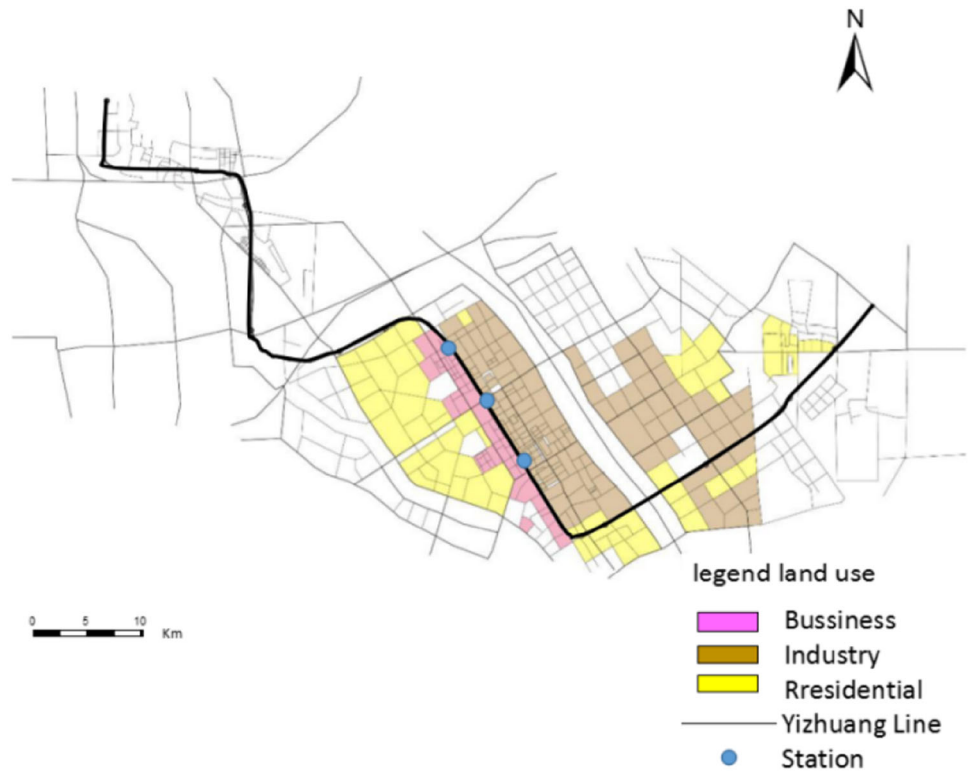 N
0 5 10
Km
legend land use
Bussiness
Industry
Rresidential
Yizhuang Line
Station